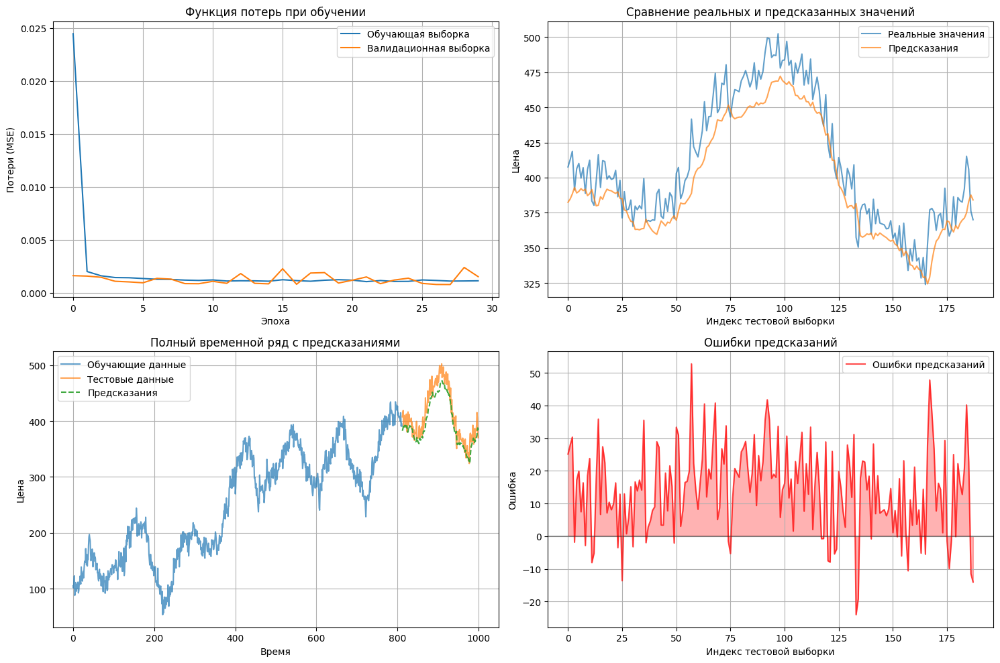 Функция потерь при обучении
Потери (MSE)
0.025
0.020
0.015
0.010
0.005
0.000
Обучающая выборка
Валидационная выборка
0 5 10 15 20 25 30
Эпоха
Сравнение реальных и предсказанных значений
Цена
500
475
450
425
400
375
350
325
Реальные значения
Предсказания
0 25 50 75 100 125 150 175
Индекс тестовой выборки
Полный временной ряд с предсказаниями
Цена
500
400
300
200
100
Обучающие данные
Тестовые данные
Предсказания
0 200 400 600 800 1000
Время
Ошибки предсказаний
Ошибка
50
40
30
20
10
0
−10
−20
Ошибки предсказаний
0 25 50 75 100 125 150 175
Индекс тестовой выборки